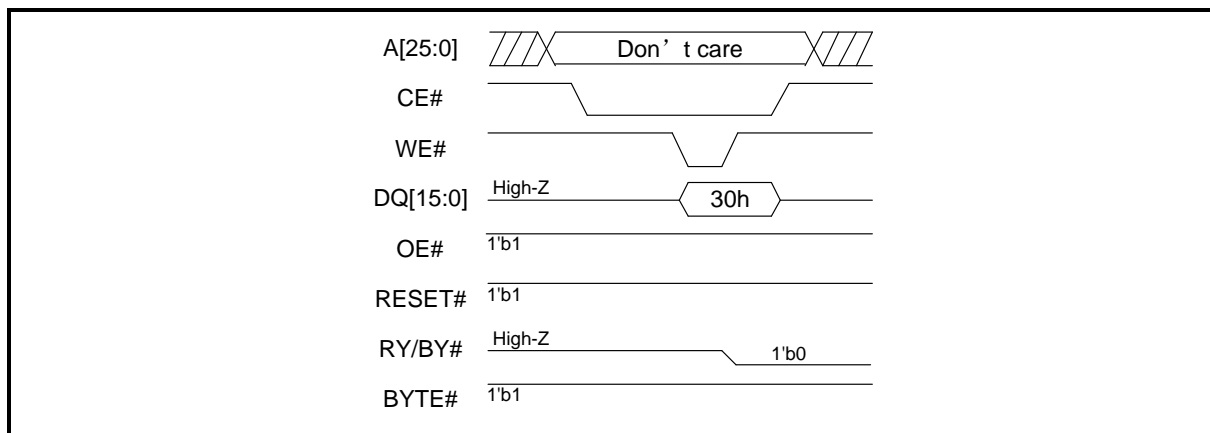 A[25:0] Don’t care
CE#
WE#
DQ[15:0] High-Z 30h
OE# 1'b1
RESET# 1'b1
RY/BY# High-Z 1'b0
BYTE# 1'b1